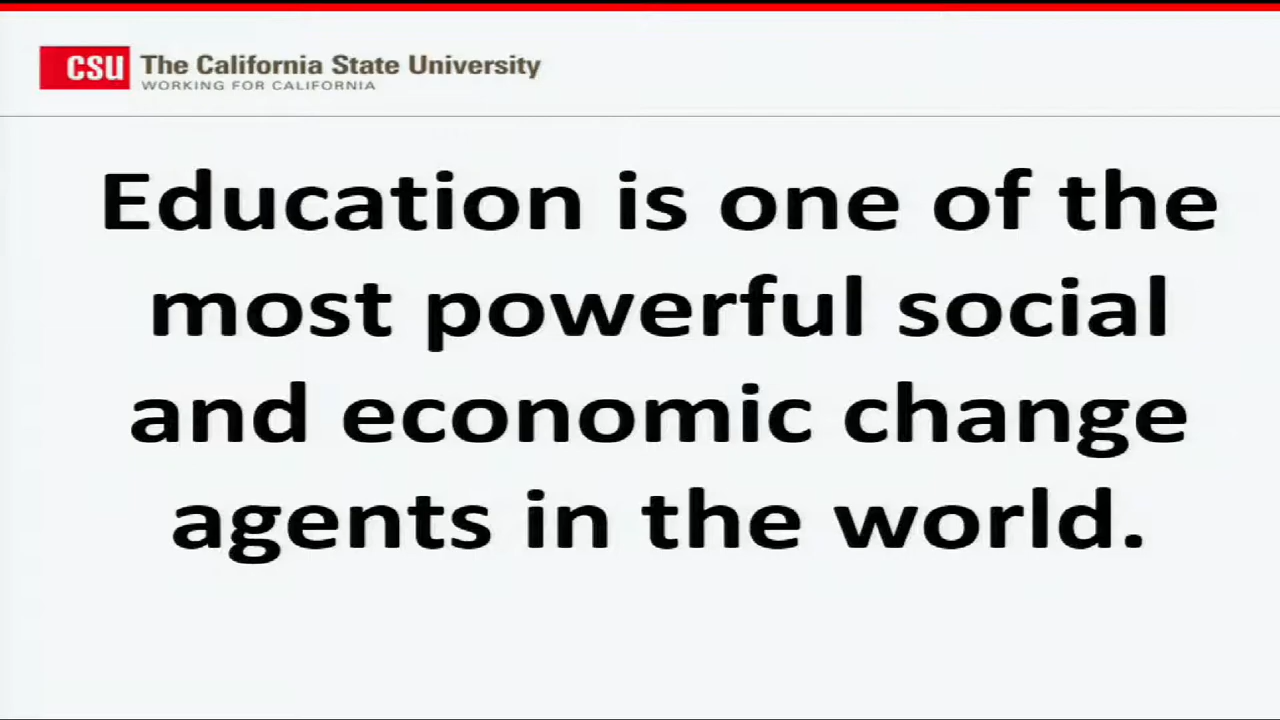 CSU The California State University
WORKING FOR CALIFORNIA
Education is one of the
most powerful social
and economic change
agents in the world.